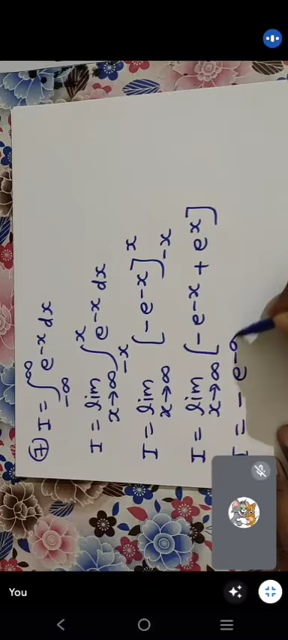 ⑦ I = ∫_{-∞}^{∞} e^{-x} dx
I = lim_{x→∞} ∫_{-x}^{x} e^{-x} dx
I = lim_{x→∞} [-e^{-x}]_{-x}^{x}
I = lim_{x→∞} [-e^{-x} + e^{x}]
I = -e^{-∞}
You